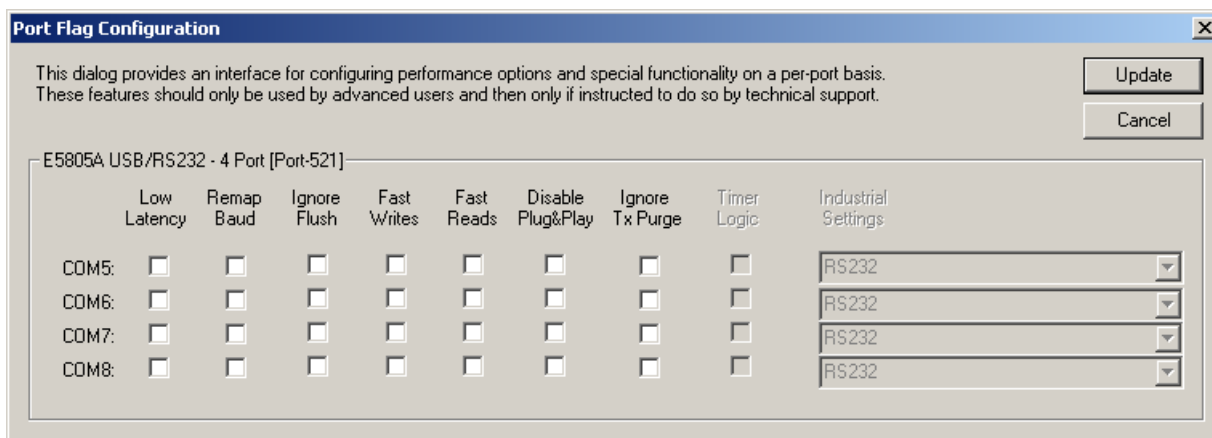 Port Flag Configuration
This dialog provides an interface for configuring performance options and special functionality on a per-port basis.
These features should only be used by advanced users and then only if instructed to do so by technical support.
Update
Cancel
E5805A USB/RS232 - 4 Port [Port-521]
Low Latency Remap Baud Ignore Flush Fast Writes Fast Reads Disable Plug&Play Ignore Tx Purge Timer Logic Industrial Settings
COM5: RS232
COM6: RS232
COM7: RS232
COM8: RS232